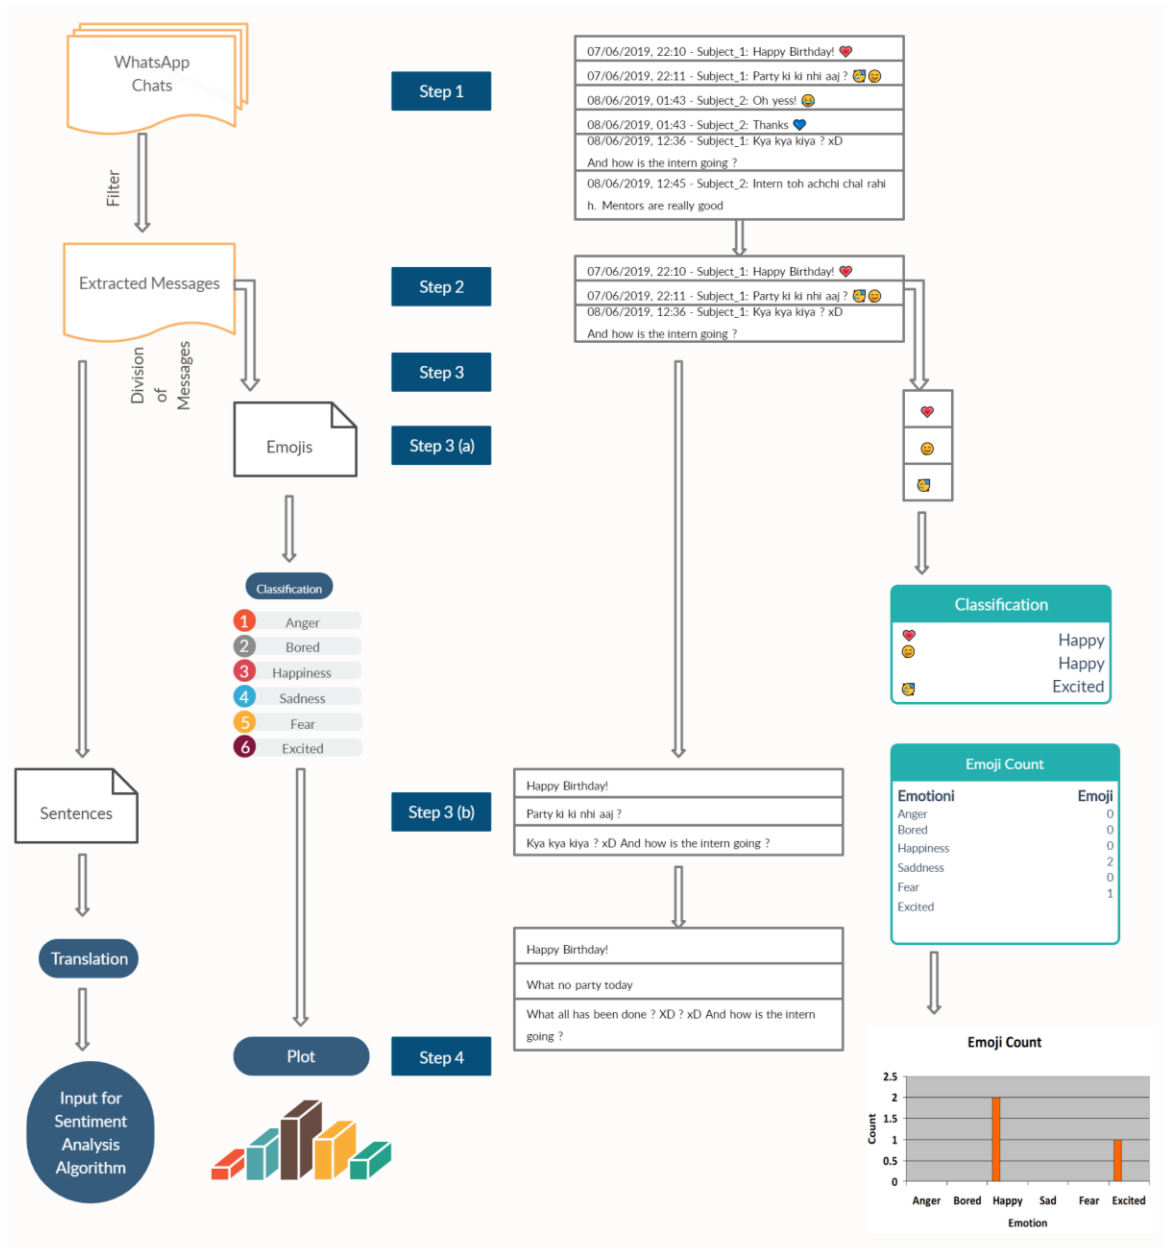 WhatsApp
Chats
Filter
Extracted Messages
Division
of
Messages
Emojis
Classification
1 Anger
2 Bored
3 Happiness
4 Sadness
5 Fear
6 Excited
Sentences
Translation
Input for
Sentiment
Analysis
Algorithm
Plot
Step 1
Step 2
Step 3
Step 3 (a)
Step 3 (b)
Step 4
07/06/2019, 22:10 - Subject_1: Happy Birthday! ❤️
07/06/2019, 22:11 - Subject_1: Party ki ki nhi aaj ? 🥳😄
08/06/2019, 01:43 - Subject_2: Oh yess! 😂
08/06/2019, 01:43 - Subject_2: Thanks 💙
08/06/2019, 12:36 - Subject_1: Kya kya kiya ? xD
And how is the intern going ?
08/06/2019, 12:45 - Subject_2: Intern toh achchi chal rahi
h. Mentors are really good
07/06/2019, 22:10 - Subject_1: Happy Birthday! ❤️
07/06/2019, 22:11 - Subject_1: Party ki ki nhi aaj ? 🥳😄
08/06/2019, 12:36 - Subject_1: Kya kya kiya ? xD
And how is the intern going ?
❤️
😄
🥳
Classification
❤️ Happy
😄 Happy
🥳 Excited
Happy Birthday!
Party ki ki nhi aaj ?
Kya kya kiya ? xD And how is the intern going ?
Happy Birthday!
What no party today
What all has been done ? XD ? xD And how is the intern
going ?
Emoji Count
Emotioni Emoji
Anger 0
Bored 0
Happiness 0
Saddness 2
Fear 0
Excited 1
Emoji Count
2.5
2
1.5
1
0.5
0
Count
Anger Bored Happy Sad Fear Excited
Emotion